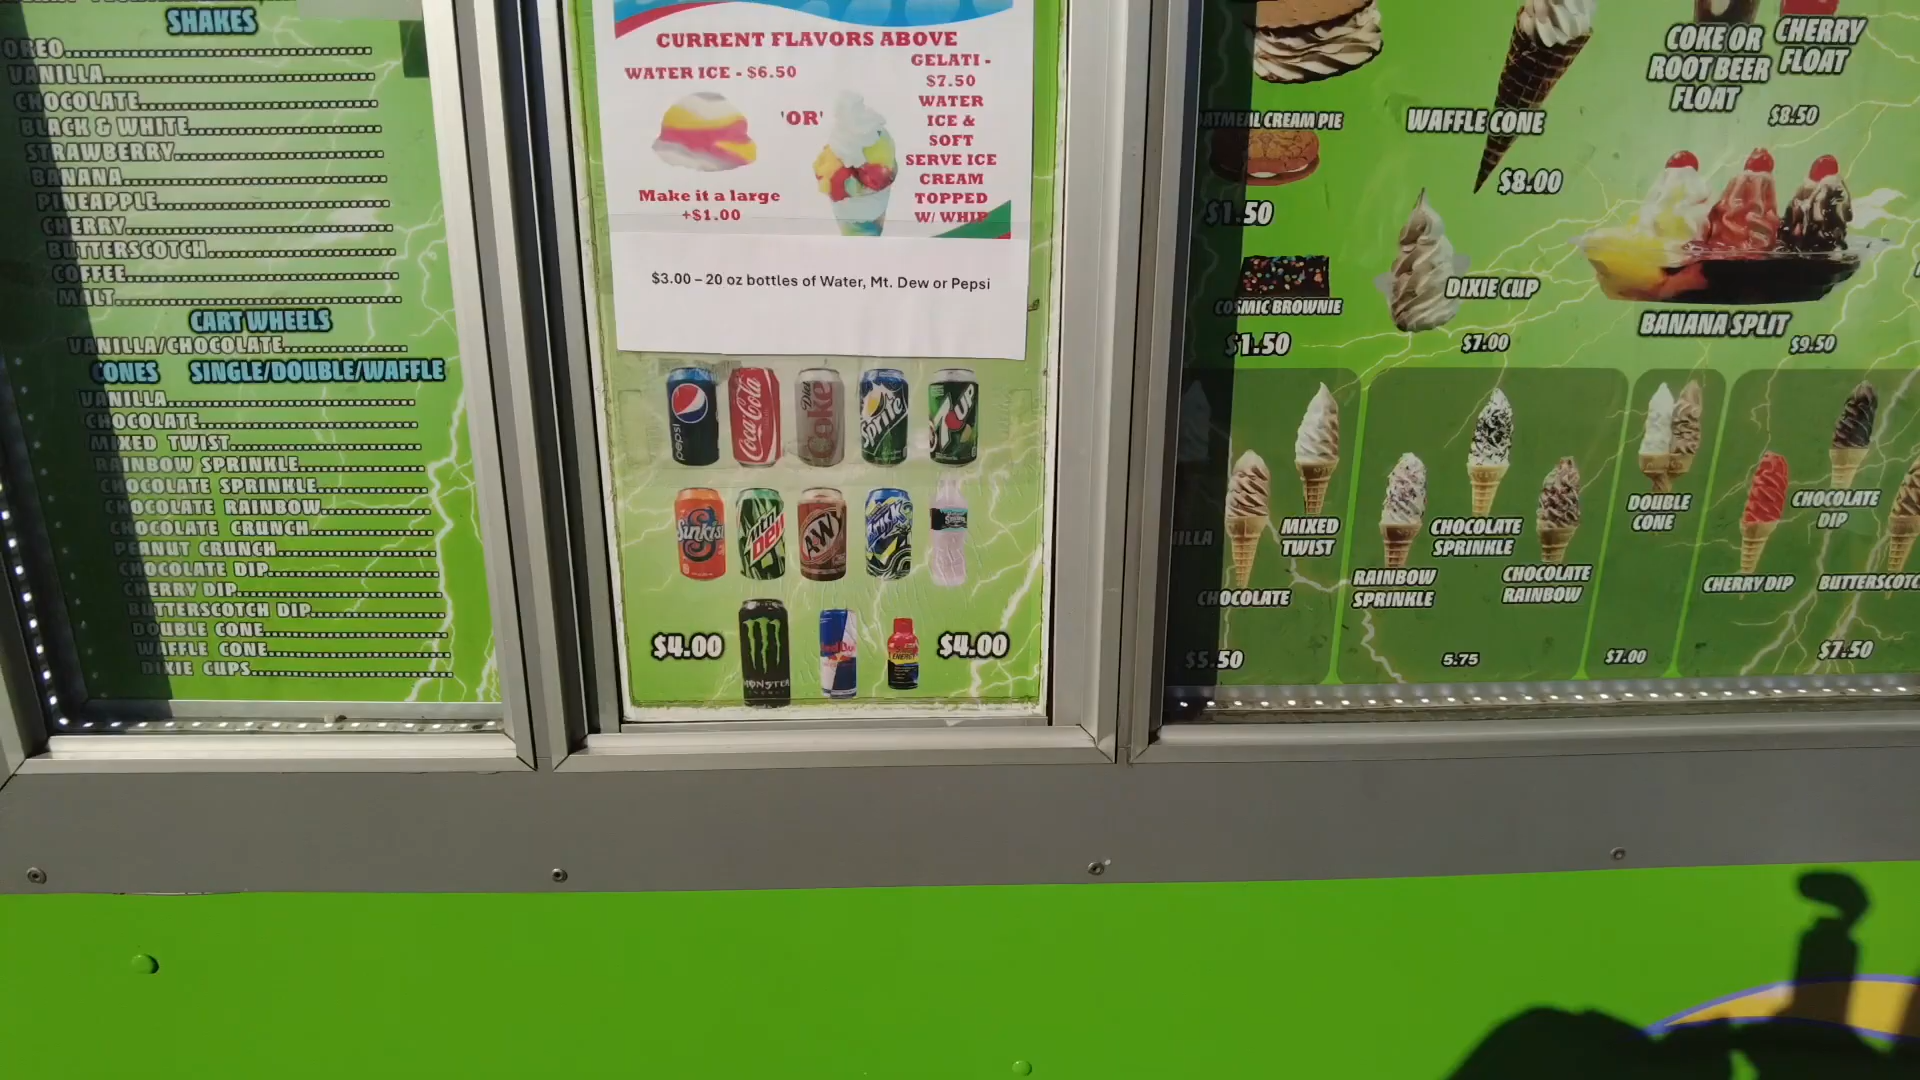 SHAKES
OREO
VANILLA
CHOCOLATE
BLACK & WHITE
STRAWBERRY
BANANA
PINEAPPLE
CHERRY
BUTTERSCOTCH
COFFEE
MALT
CART WHEELS
VANILLA/CHOCOLATE
CONES SINGLE/DOUBLE/WAFFLE
VANILLA
CHOCOLATE
MIXED TWIST
RAINBOW SPRINKLE
CHOCOLATE SPRINKLE
CHOCOLATE RAINBOW
CHOCOLATE CRUNCH
PEANUT CRUNCH
CHOCOLATE DIP
CHERRY DIP
BUTTERSCOTCH DIP
DOUBLE CONE
WAFFLE CONE
DIXIE CUPS
CURRENT FLAVORS ABOVE
WATER ICE - $6.50
'OR'
GELATI -
$7.50
WATER
ICE &
SOFT
SERVE ICE
CREAM
TOPPED
W/ WHIP
Make it a large
+$1.00
$3.00 – 20 oz bottles of Water, Mt. Dew or Pepsi
pepsi
Coca-Cola
Diet
Coke
Sprite
7UP
Sunkist
Mtn
Dew
A&W
$4.00
MONSTER
Red Bull
ENERGY
$4.00
OATMEAL CREAM PIE
$1.50
COSMIC BROWNIE
$1.50
WAFFLE CONE
$8.00
DIXIE CUP
$7.00
COKE OR
ROOT BEER
FLOAT
CHERRY
FLOAT
$8.50
BANANA SPLIT
$9.50
ILLA
CHOCOLATE
MIXED
TWIST
$5.50
RAINBOW
SPRINKLE
CHOCOLATE
SPRINKLE
CHOCOLATE
RAINBOW
5.75
DOUBLE
CONE
$7.00
CHERRY DIP
CHOCOLATE
DIP
BUTTERSCOTC
$7.50